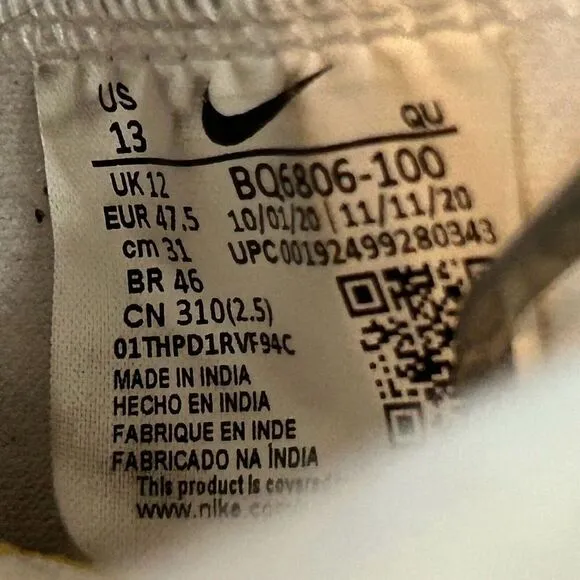 US
13
QU
UK 12
BQ6806-100
EUR 47.5
10/01/20 | 11/11/20
cm 31
UPC 00192499280343
BR 46
CN 310(2.5)
01THPD1RVF94C
MADE IN INDIA
HECHO EN INDIA
FABRIQUE EN INDE
FABRICADO NA ÍNDIA
This product is covered
www.nike.com